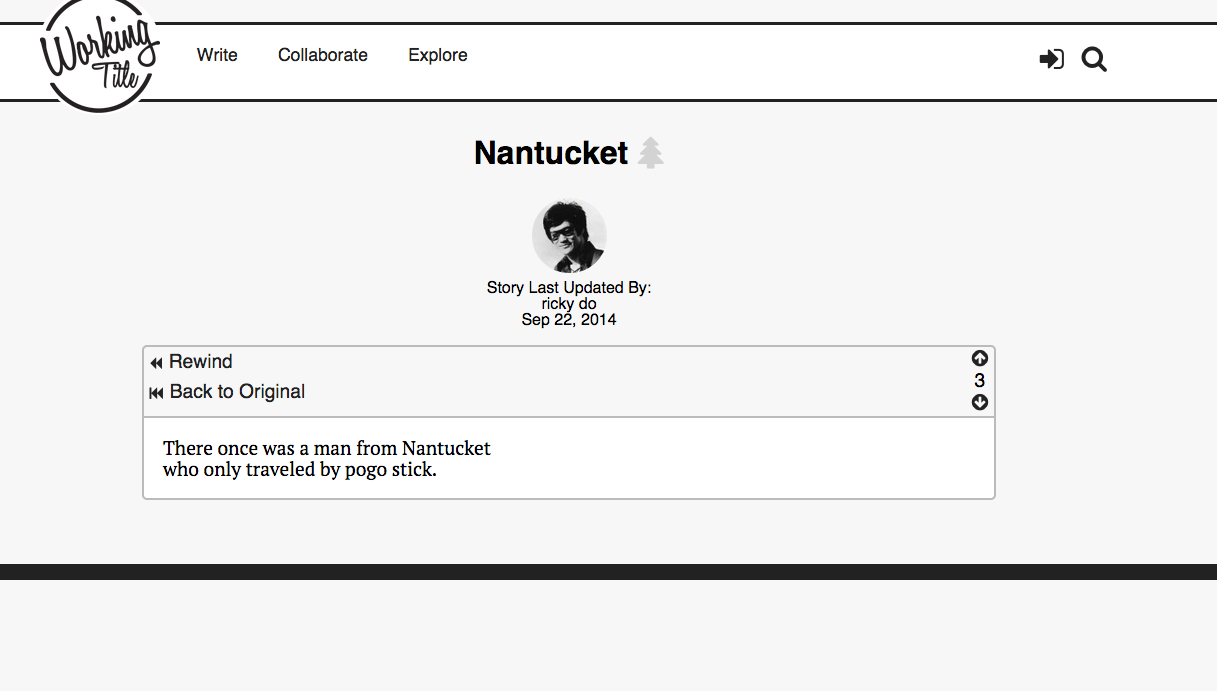 Working
Title
Write
Collaborate
Explore
Nantucket
Story Last Updated By:
ricky do
Sep 22, 2014
Rewind
Back to Original
3
There once was a man from Nantucket
who only traveled by pogo stick.